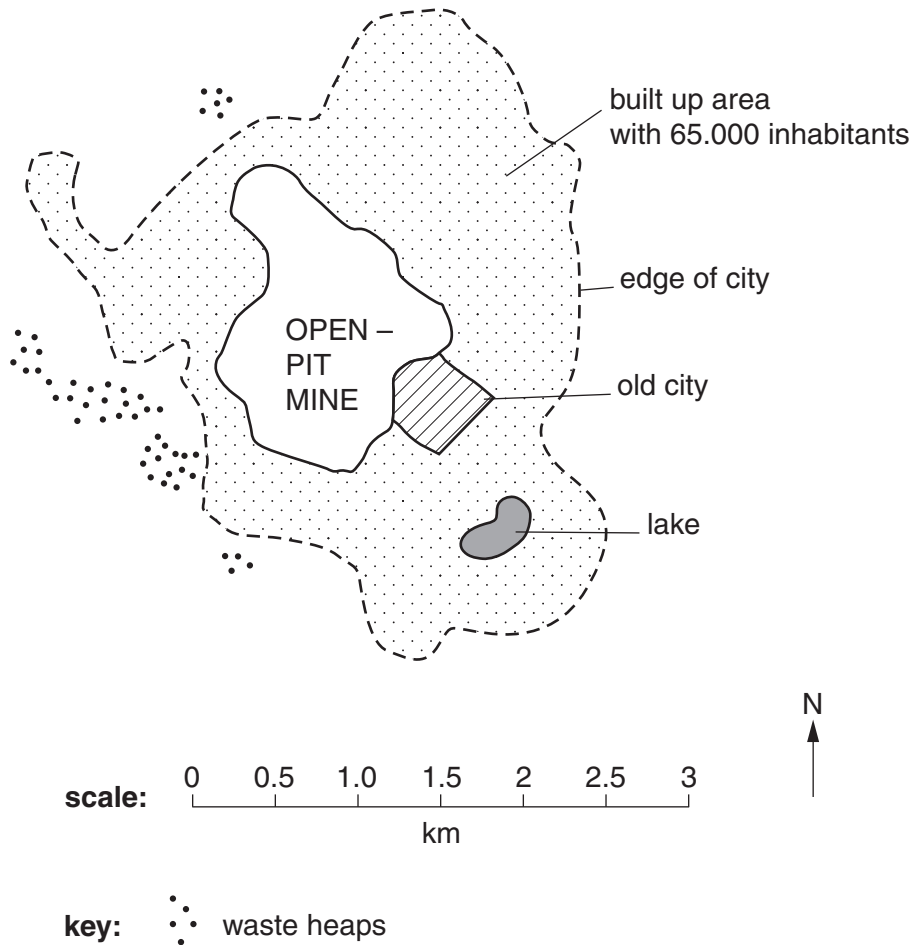 built up area
with 65.000 inhabitants
edge of city
OPEN –
PIT
MINE
old city
lake
N
scale:
0 0.5 1.0 1.5 2 2.5 3
km
key: waste heaps